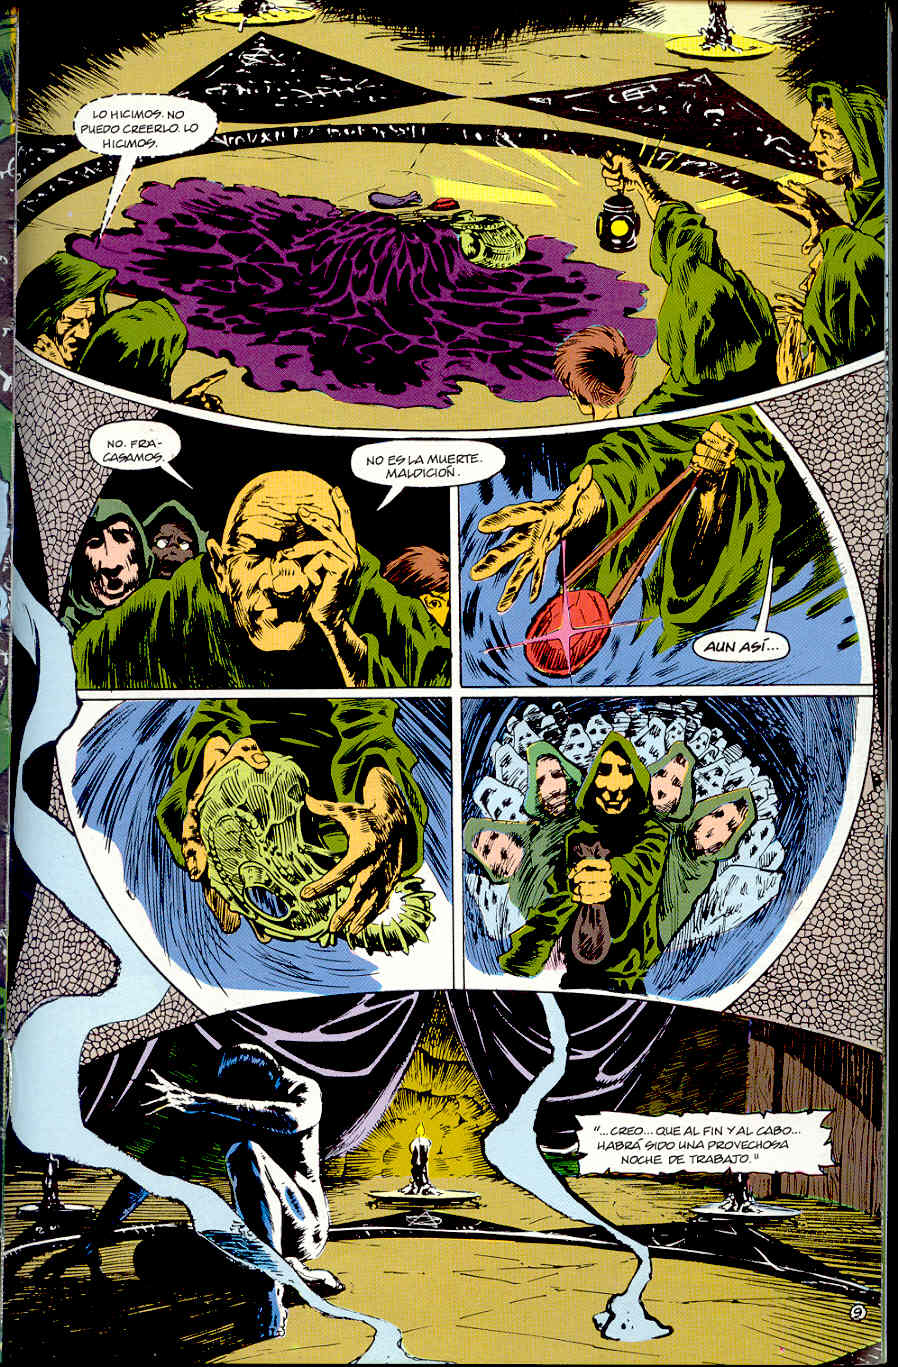 LO HICIMOS. NO
PUEDO CREERLO. LO
HICIMOS.
NO. FRA-
CASAMOS.
NO ES LA MUERTE.
MALDICIÓN.
AUN ASÍ...
"...CREO... QUE AL FIN Y AL CABO...
HABRÁ SIDO UNA PROVECHOSA
NOCHE DE TRABAJO."
9